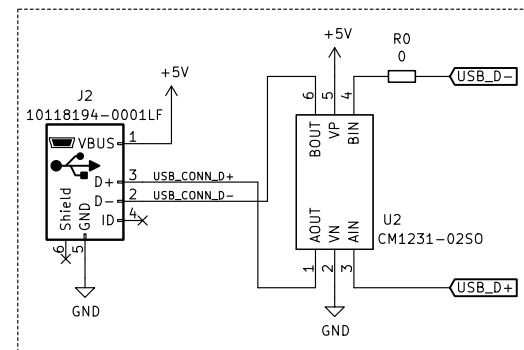 +5V
R0
0
USB_D-
J2
10118194-0001LF
+5V
6
5
4
BOUT
VP
BIN
VBUS
1
D+
3
USB_CONN_D+
D-
2
USB_CONN_D-
ID
4
Shield
GND
6
5
U2
CM1231-02SO
AOUT
VN
AIN
1
2
3
USB_D+
GND
GND